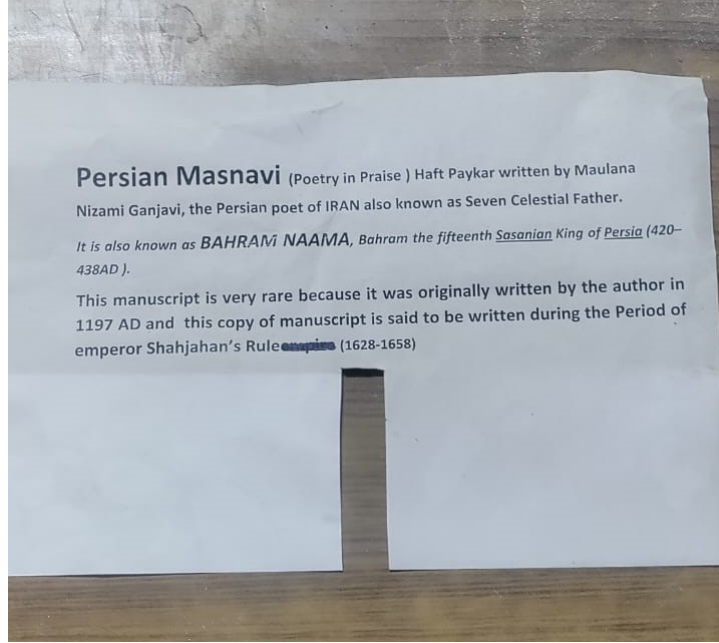 Persian Masnavi (Poetry in Praise ) Haft Paykar written by Maulana
Nizami Ganjavi, the Persian poet of IRAN also known as Seven Celestial Father.
It is also known as BAHRAM NAAMA, Bahram the fifteenth Sasanian King of Persia (420–
438AD ).
This manuscript is very rare because it was originally written by the author in
1197 AD and this copy of manuscript is said to be written during the Period of
emperor Shahjahan's Rule empire (1628-1658)